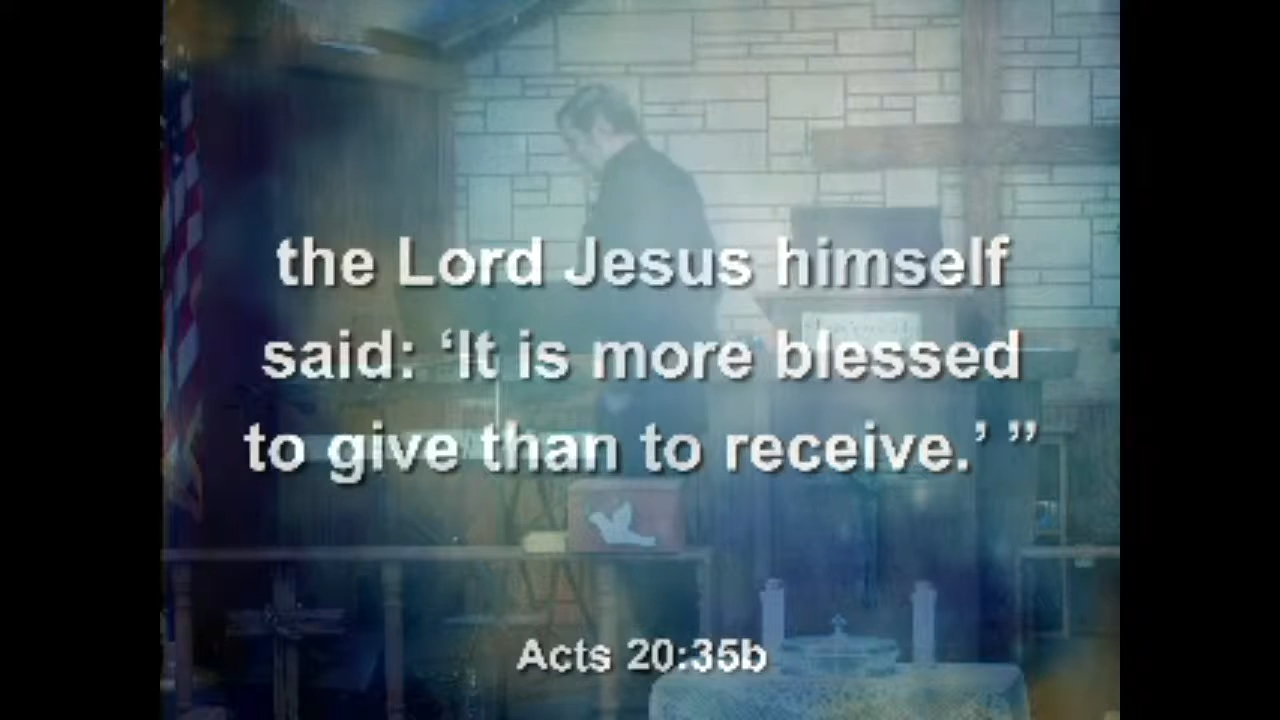 the Lord Jesus himself
said: ‘It is more blessed
to give than to receive.’ ”
Acts 20:35b